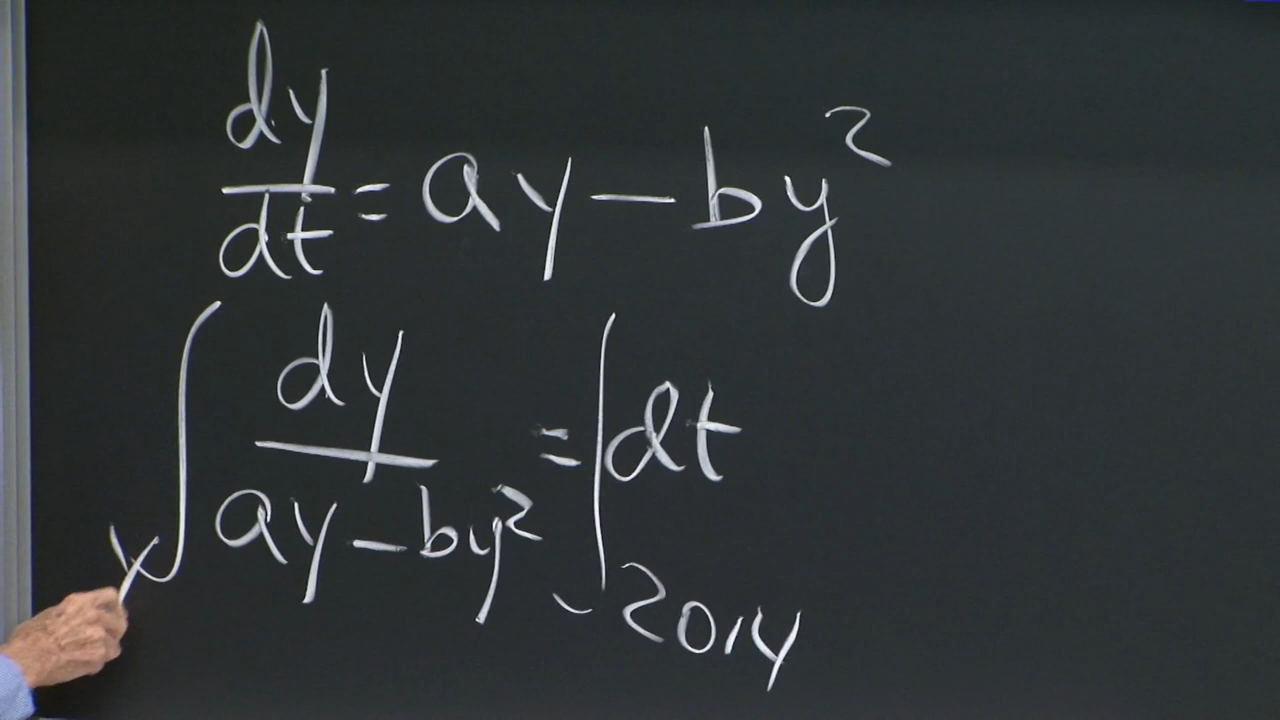 dy/dt = ay - by²
∫ dy/(ay - by²) = ∫ dt
y 2014